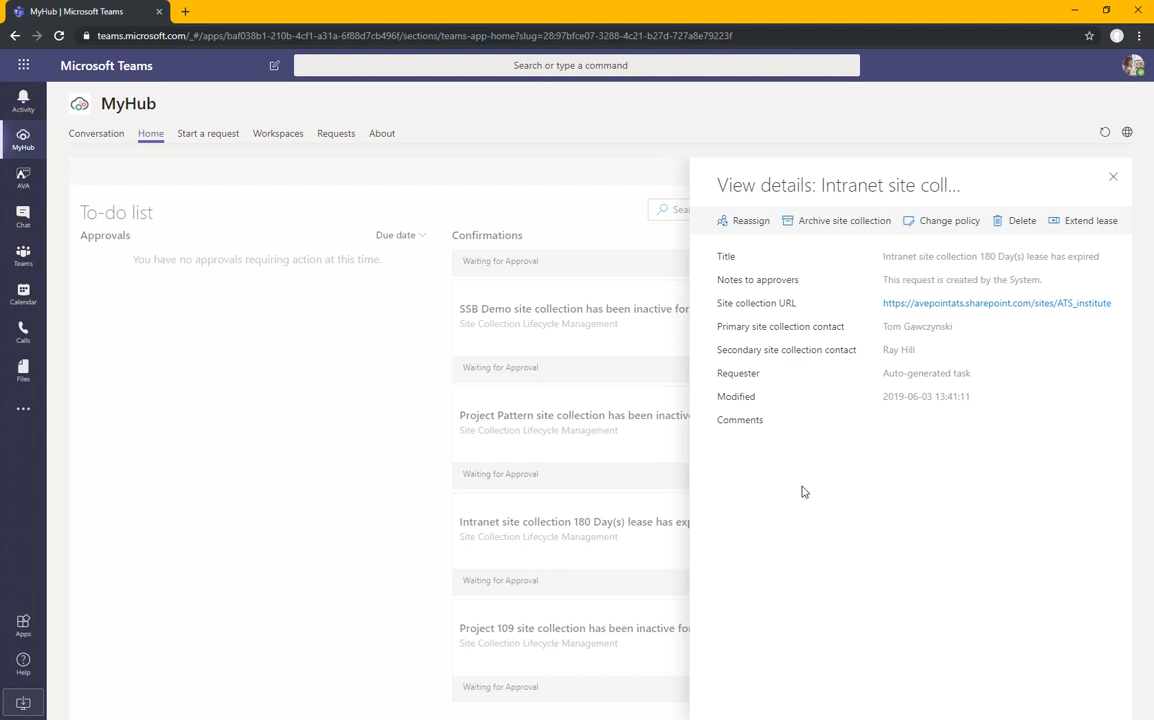 MyHub | Microsoft Teams
teams.microsoft.com/_#/apps/baf038b1-210b-4cf1-a31a-6f88d7cb496f/sections/teams-app-home?slug=28:97bfce07-3288-4c21-b27d-727a8e79223f
Microsoft Teams
Search or type a command
Activity
MyHub
AVA
Chat
Teams
Calendar
Calls
Files
Apps
Help
MyHub
Conversation Home Start a request Workspaces Requests About
To-do list
Sear
Approvals
Due date
You have no approvals requiring action at this time.
Confirmations
Waiting for Approval
SSB Demo site collection has been inactive for
Site Collection Lifecycle Management
Waiting for Approval
Project Pattern site collection has been inactive
Site Collection Lifecycle Management
Waiting for Approval
Intranet site collection 180 Day(s) lease has exp
Site Collection Lifecycle Management
Waiting for Approval
Project 109 site collection has been inactive for
Site Collection Lifecycle Management
Waiting for Approval
View details: Intranet site coll...
Reassign Archive site collection Change policy Delete Extend lease
Title Intranet site collection 180 Day(s) lease has expired
Notes to approvers This request is created by the System.
Site collection URL https://avepointats.sharepoint.com/sites/ATS_institute
Primary site collection contact Tom Gawczynski
Secondary site collection contact Ray Hill
Requester Auto-generated task
Modified 2019-06-03 13:41:11
Comments